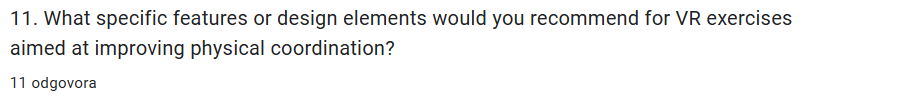 11. What specific features or design elements would you recommend for VR exercises
aimed at improving physical coordination?
11 odgovora